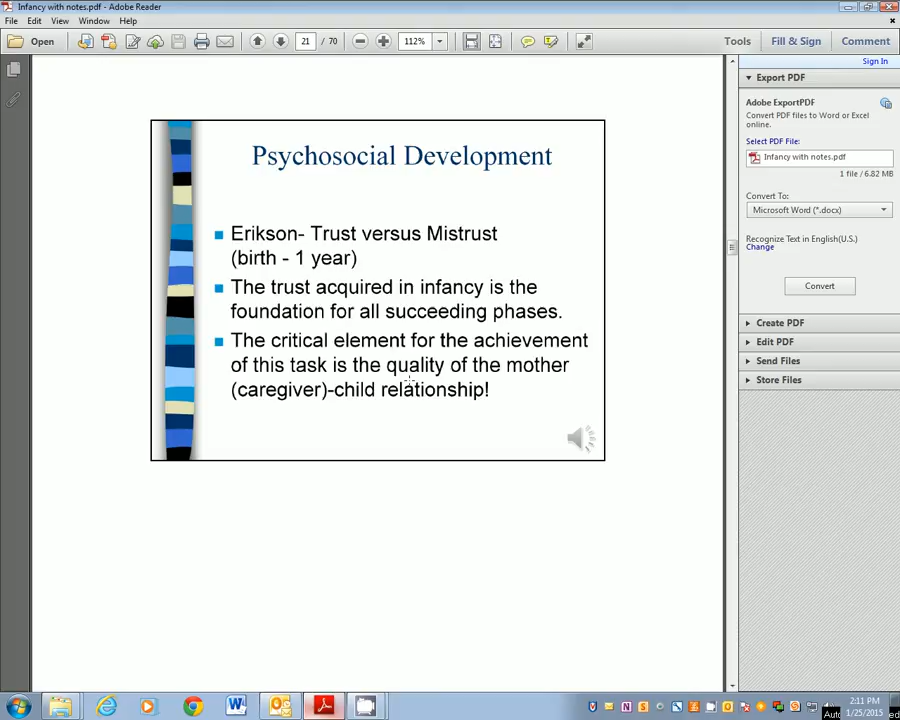 Infancy with notes.pdf - Adobe Reader
File Edit View Window Help
Open 21 / 70 112% Tools Fill & Sign Comment
Sign In
Export PDF
Adobe ExportPDF
Convert PDF files to Word or Excel
online.
Select PDF File:
Infancy with notes.pdf
1 file / 6.82 MB
Convert To:
Microsoft Word (*.docx)
Recognize Text in English(U.S.)
Change
Convert
Create PDF
Edit PDF
Send Files
Store Files
Psychosocial Development
Erikson- Trust versus Mistrust
(birth - 1 year)
The trust acquired in infancy is the
foundation for all succeeding phases.
The critical element for the achievement
of this task is the quality of the mother
(caregiver)-child relationship!
2:11 PM
1/25/2015